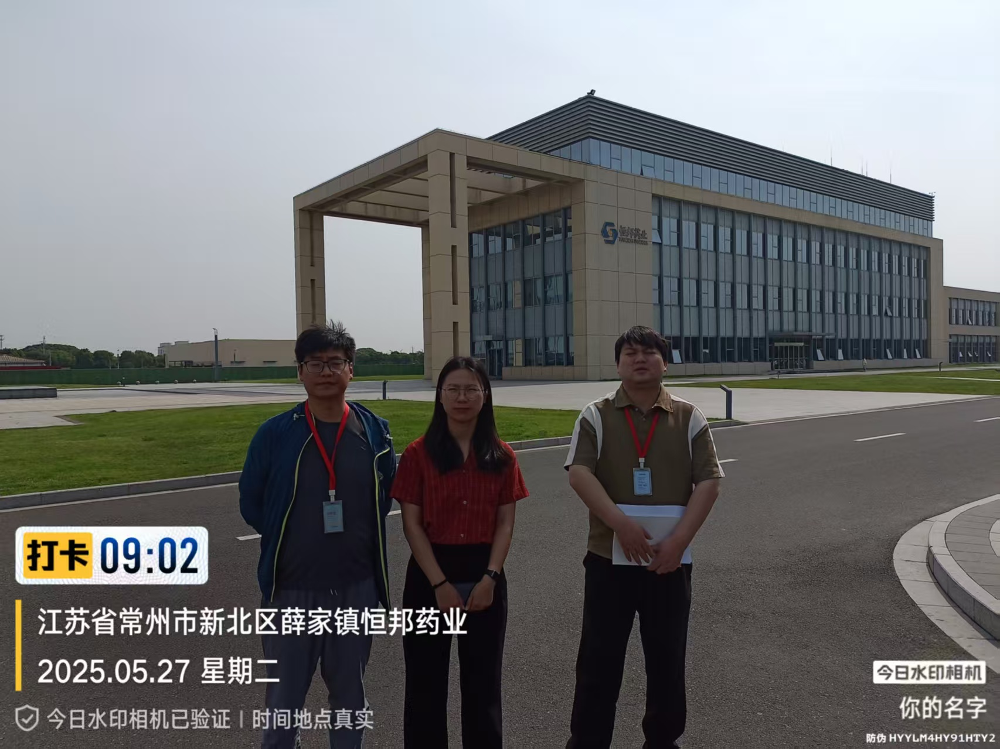 恒邦药业
打卡 09:02
江苏省常州市新北区薛家镇恒邦药业
2025.05.27 星期二
今日水印相机已验证 | 时间地点真实
今日水印相机
你的名字
防伪 HYYLM4HY91HTY2